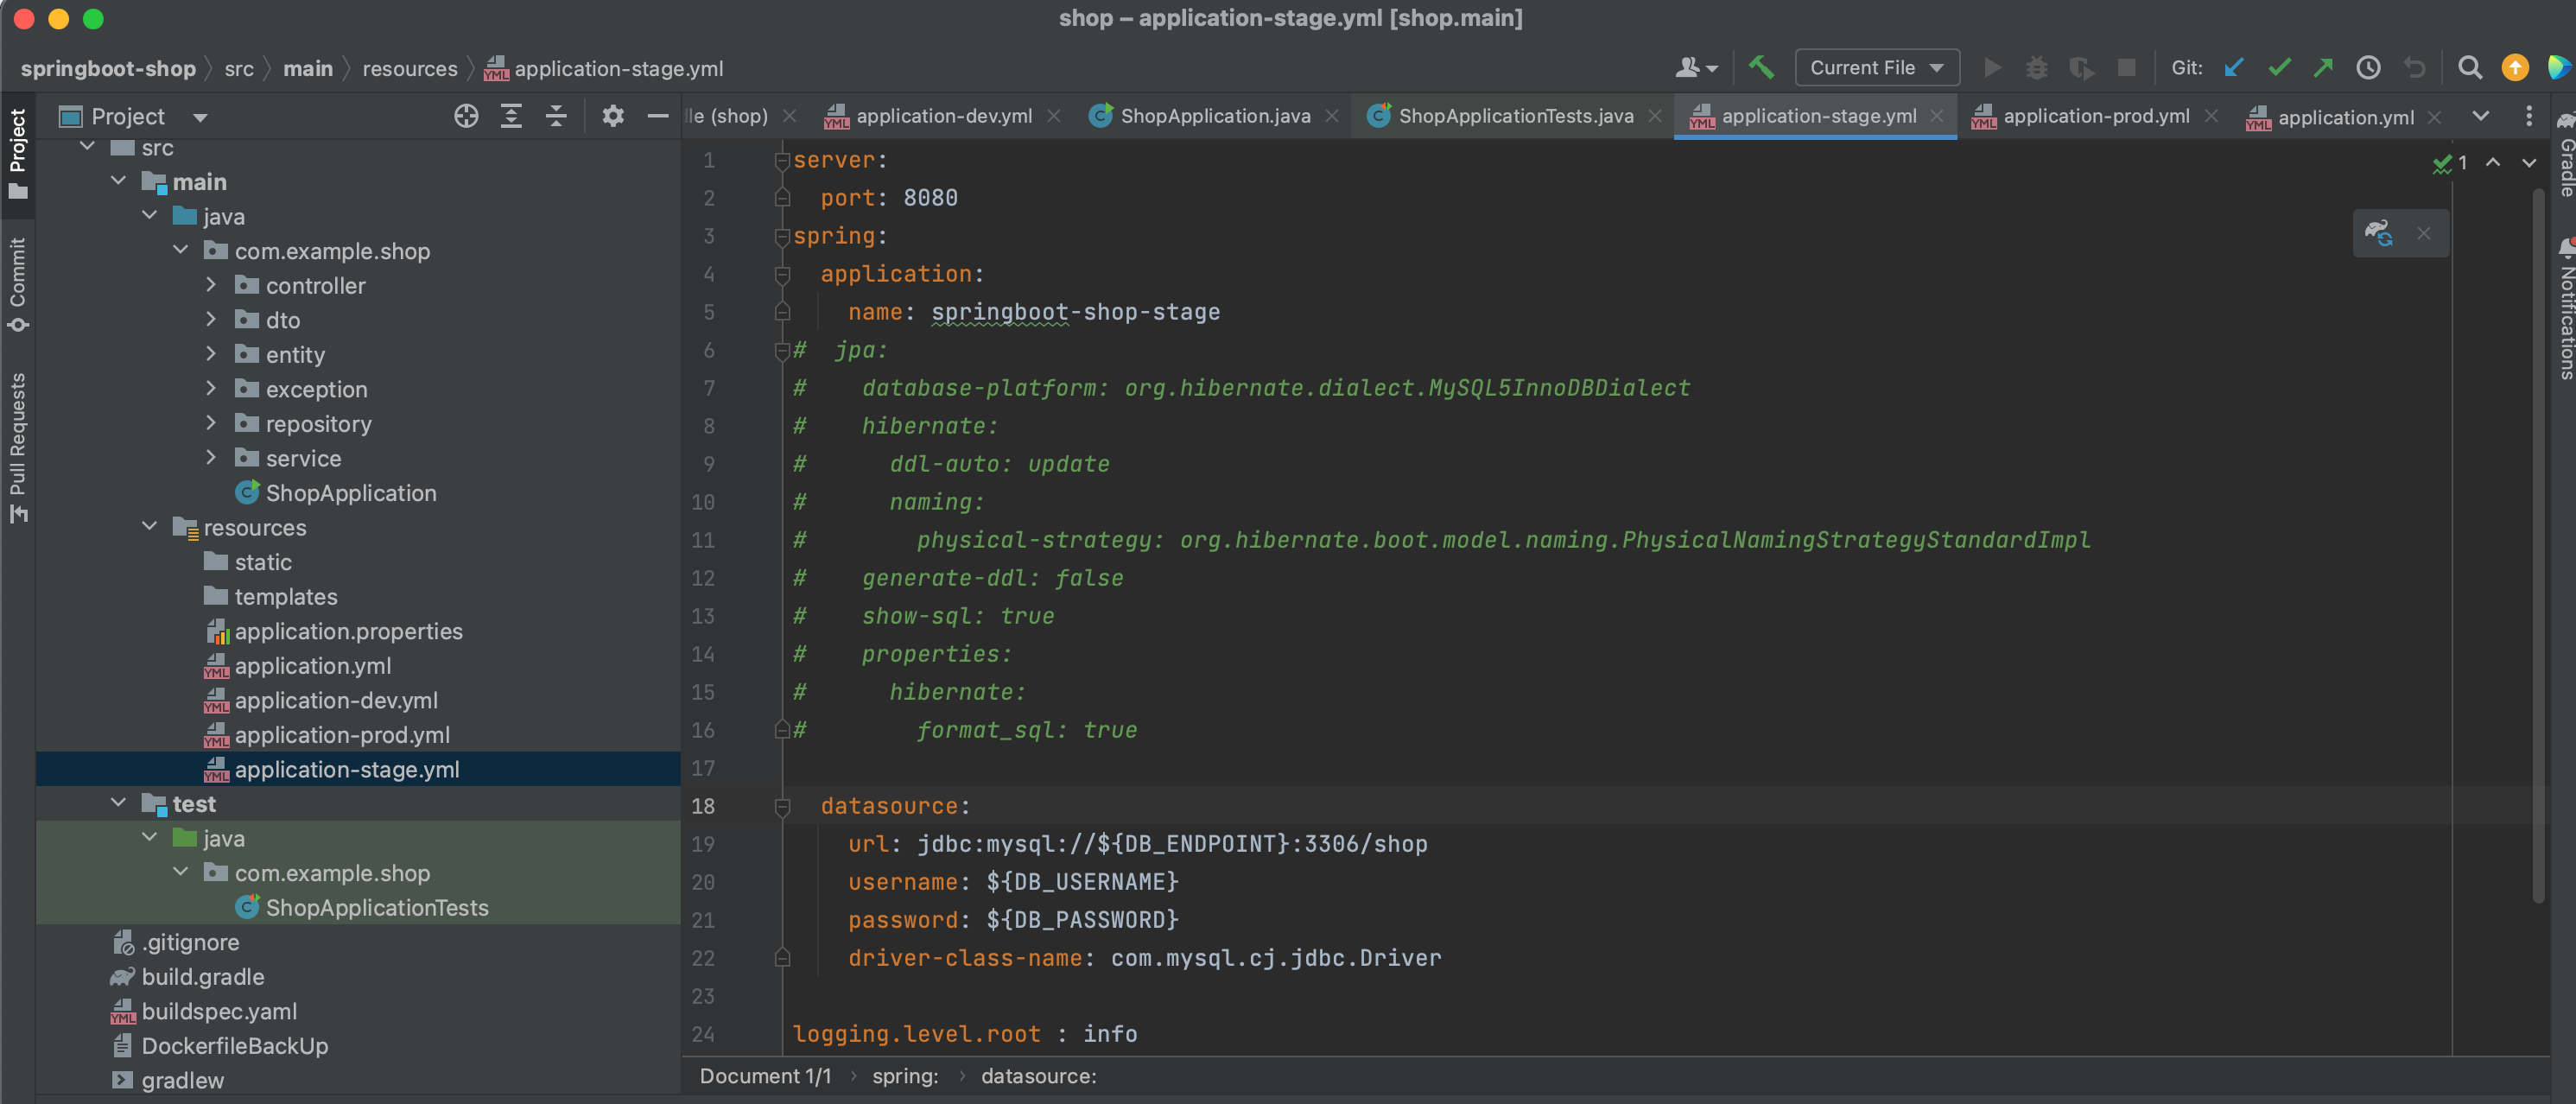 shop – application-stage.yml [shop.main]
springboot-shop src main resources application-stage.yml
Current File Git:
Project
lle (shop) application-dev.yml ShopApplication.java ShopApplicationTests.java application-stage.yml application-prod.yml application.yml
Project
Commit
Pull Requests
src
main
java
com.example.shop
controller
dto
entity
exception
repository
service
ShopApplication
resources
static
templates
application.properties
application.yml
application-dev.yml
application-prod.yml
application-stage.yml
test
java
com.example.shop
ShopApplicationTests
.gitignore
build.gradle
buildspec.yaml
DockerfileBackUp
gradlew
1 server:
2   port: 8080
3 spring:
4   application:
5     name: springboot-shop-stage
6 #  jpa:
7 #    database-platform: org.hibernate.dialect.MySQL5InnoDBDialect
8 #    hibernate:
9 #      ddl-auto: update
10 #      naming:
11 #        physical-strategy: org.hibernate.boot.model.naming.PhysicalNamingStrategyStandardImpl
12 #    generate-ddl: false
13 #    show-sql: true
14 #    properties:
15 #      hibernate:
16 #        format_sql: true
17
18   datasource:
19     url: jdbc:mysql://${DB_ENDPOINT}:3306/shop
20     username: ${DB_USERNAME}
21     password: ${DB_PASSWORD}
22     driver-class-name: com.mysql.cj.jdbc.Driver
23
24 logging.level.root : info
1
Gradle
Notifications
Document 1/1 spring: datasource: